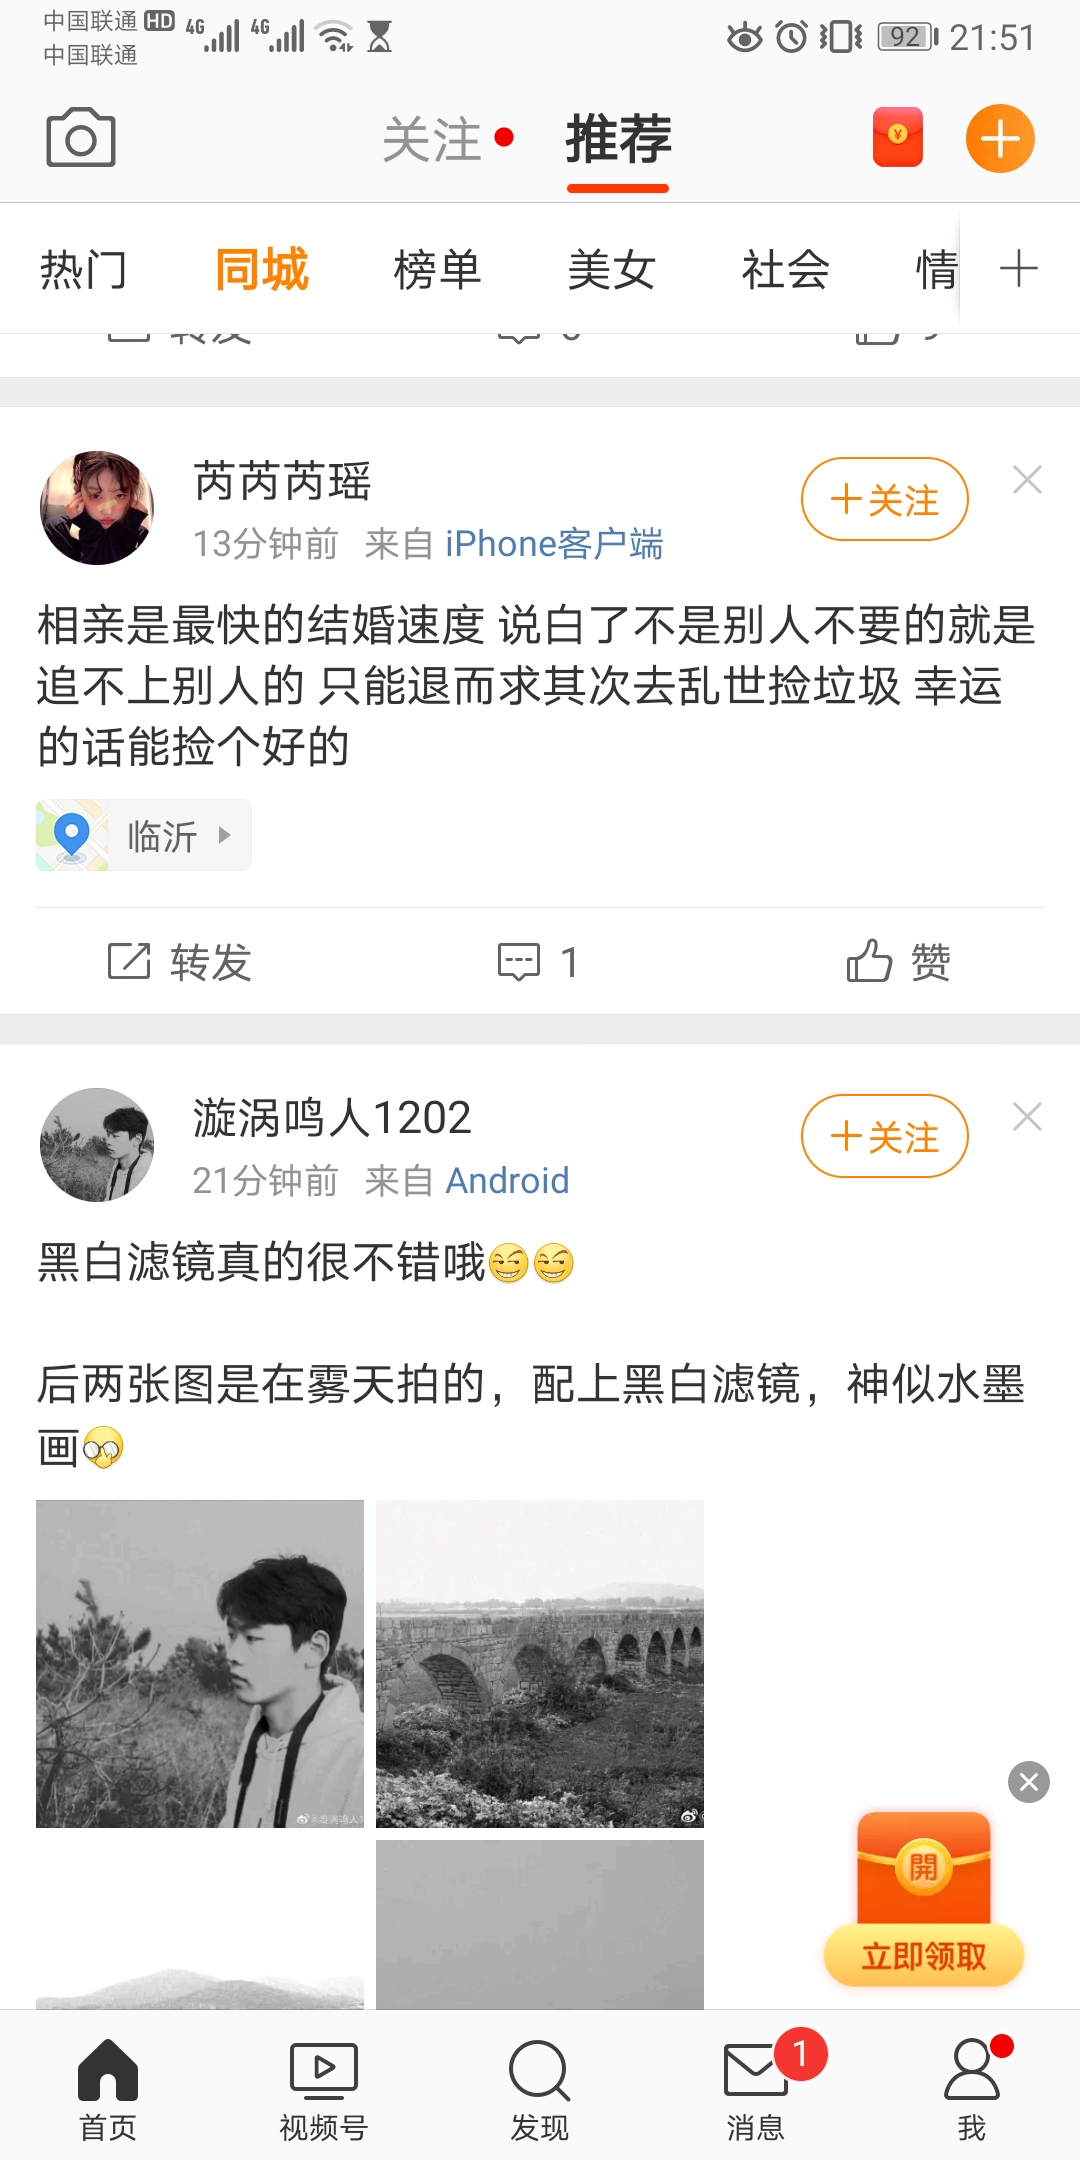 中国联通 HD 4G 4G 92 21:51
中国联通
关注 推荐
热门 同城 榜单 美女 社会 情
转发
芮芮芮瑶
+关注
13分钟前 来自 iPhone客户端
相亲是最快的结婚速度 说白了不是别人不要的就是
追不上别人的 只能退而求其次去乱世捡垃圾 幸运
的话能捡个好的
临沂
转发 1 赞
漩涡鸣人1202
+关注
21分钟前 来自 Android
黑白滤镜真的很不错哦
后两张图是在雾天拍的，配上黑白滤镜，神似水墨
画
開
立即领取
1
首页 视频号 发现 消息 我